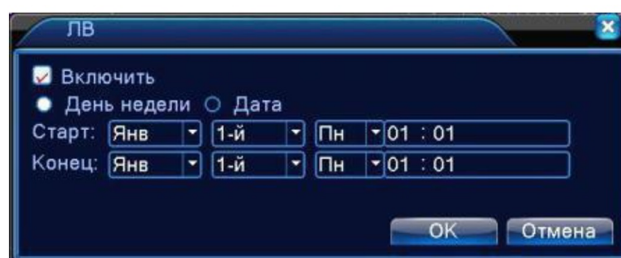 ЛВ
Включить
День недели Дата
Старт: Янв 1-й Пн 01 : 01
Конец: Янв 1-й Пн 01 : 01
OK Отмена